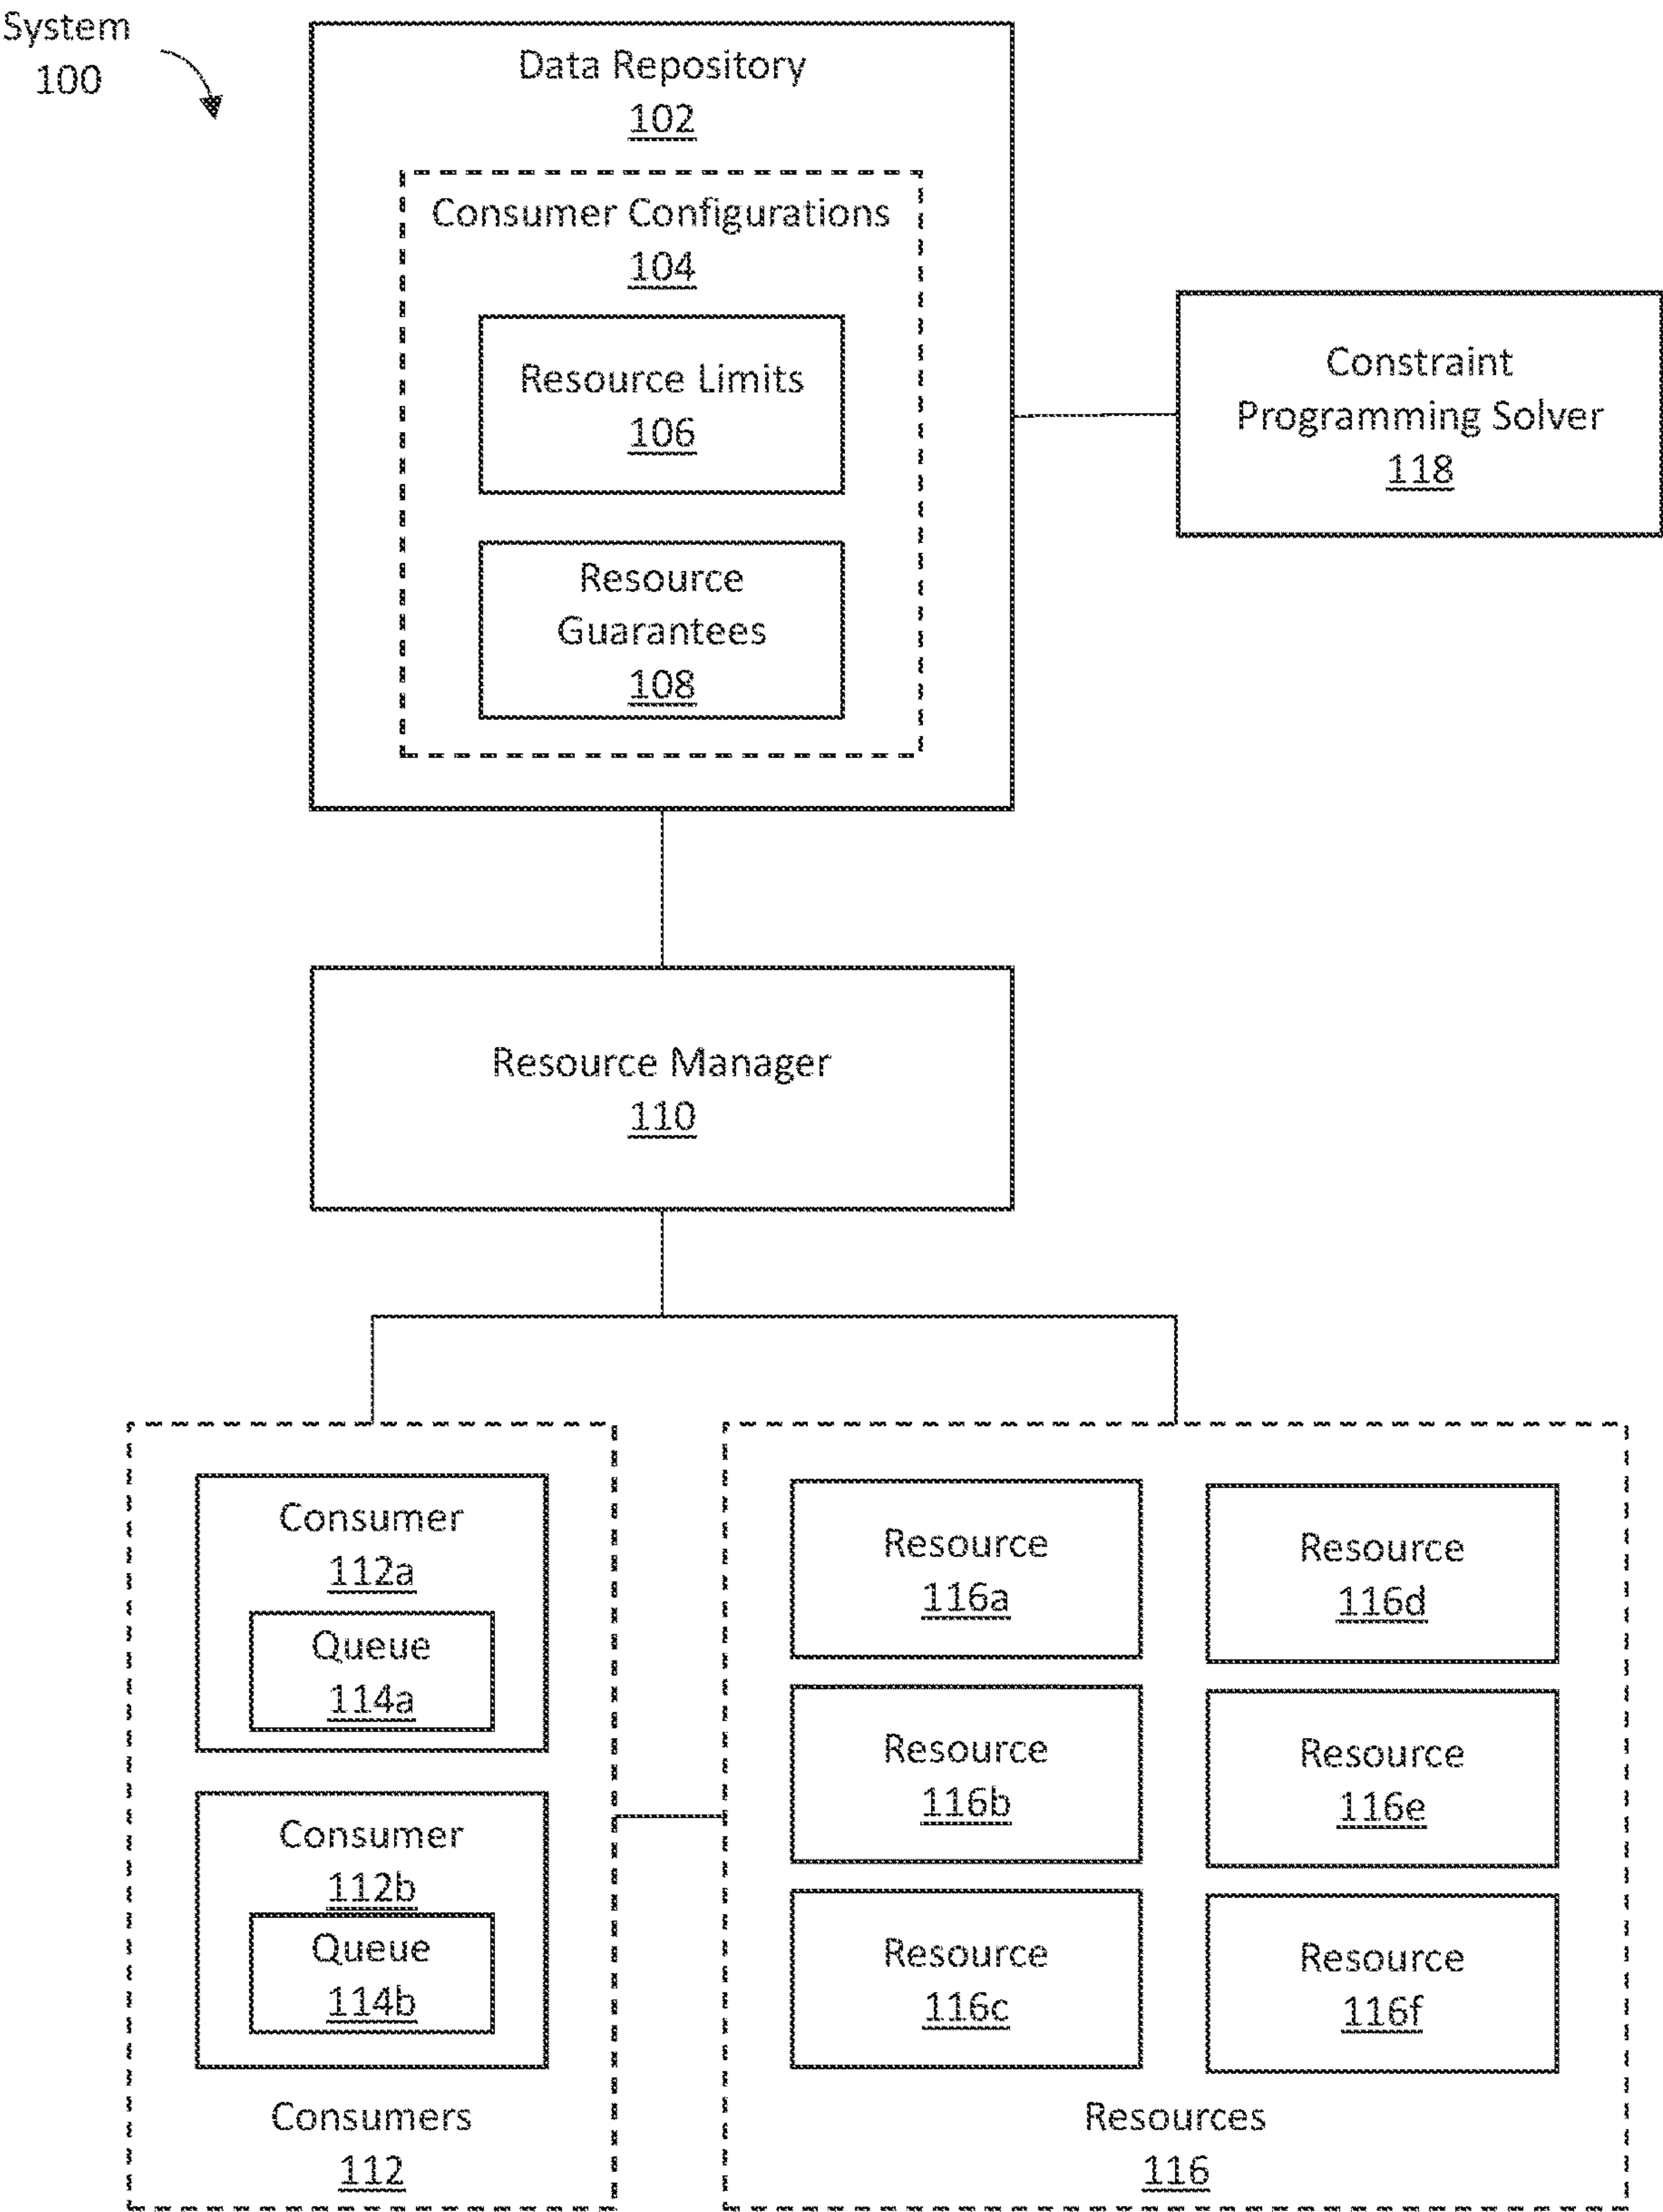 System
100
Data Repository
102
Consumer Configurations
104
Resource Limits
106
Resource
Guarantees
108
Constraint
Programming Solver
118
Resource Manager
110
Consumer
112a
Queue
114a
Consumer
112b
Queue
114b
Consumers
112
Resource
116a
Resource
116b
Resource
116c
Resource
116d
Resource
116e
Resource
116f
Resources
116